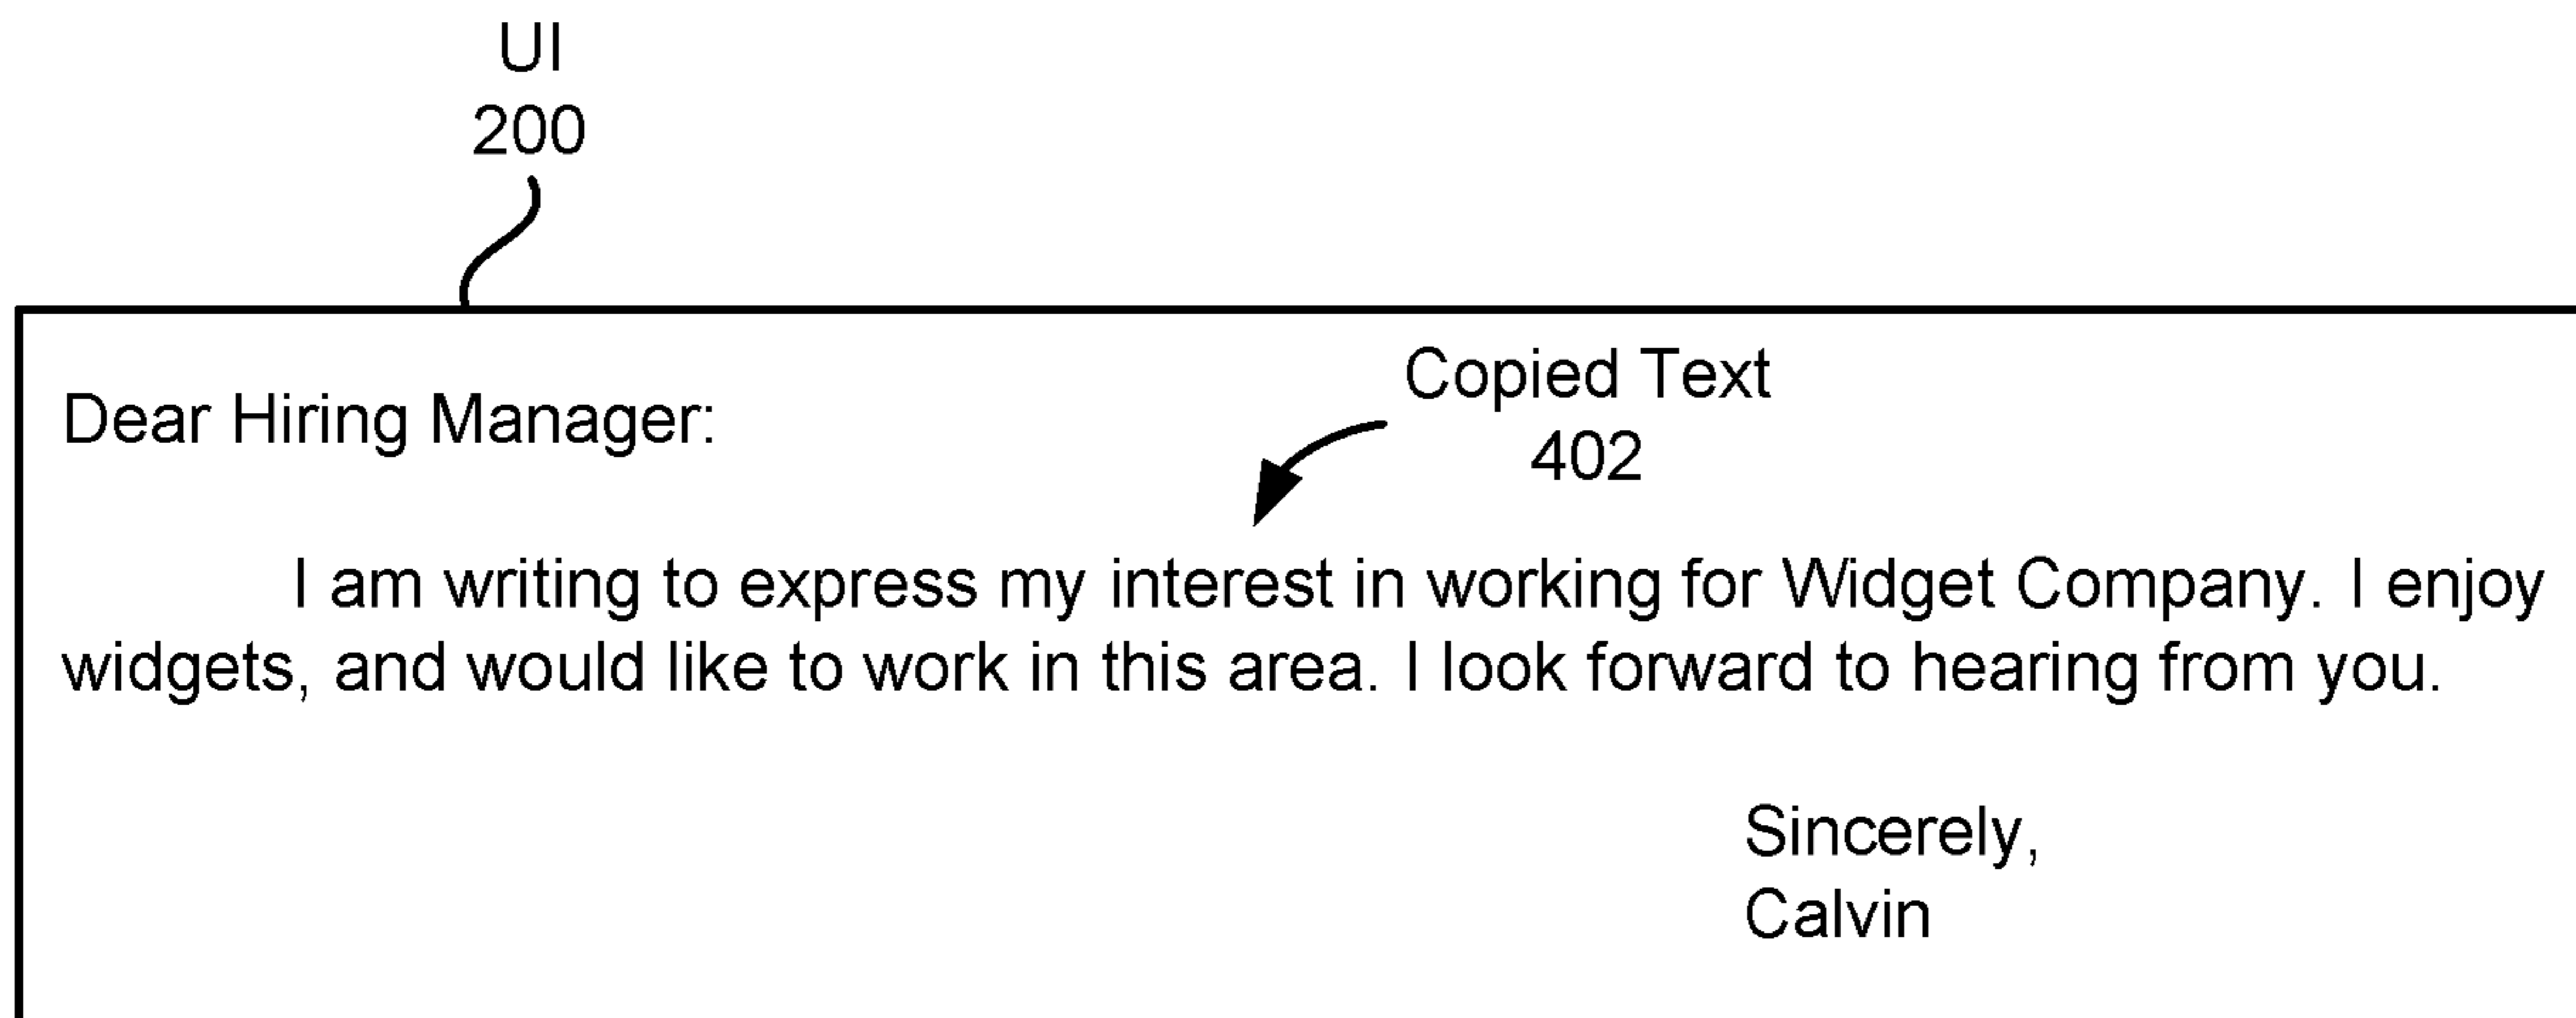 UI
200
Copied Text
402
Dear Hiring Manager:
I am writing to express my interest in working for Widget Company. I enjoy
widgets, and would like to work in this area. I look forward to hearing from you.
Sincerely,
Calvin